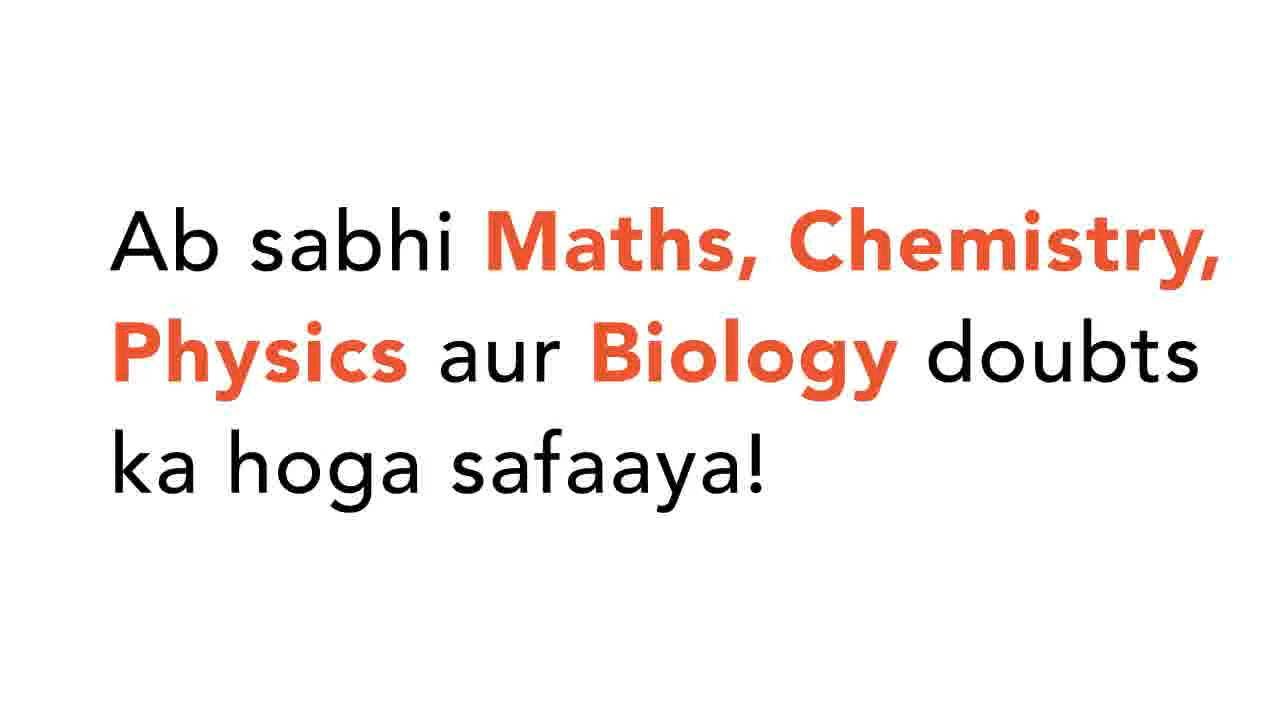 Ab sabhi Maths, Chemistry,
Physics aur Biology doubts
ka hoga safaaya!